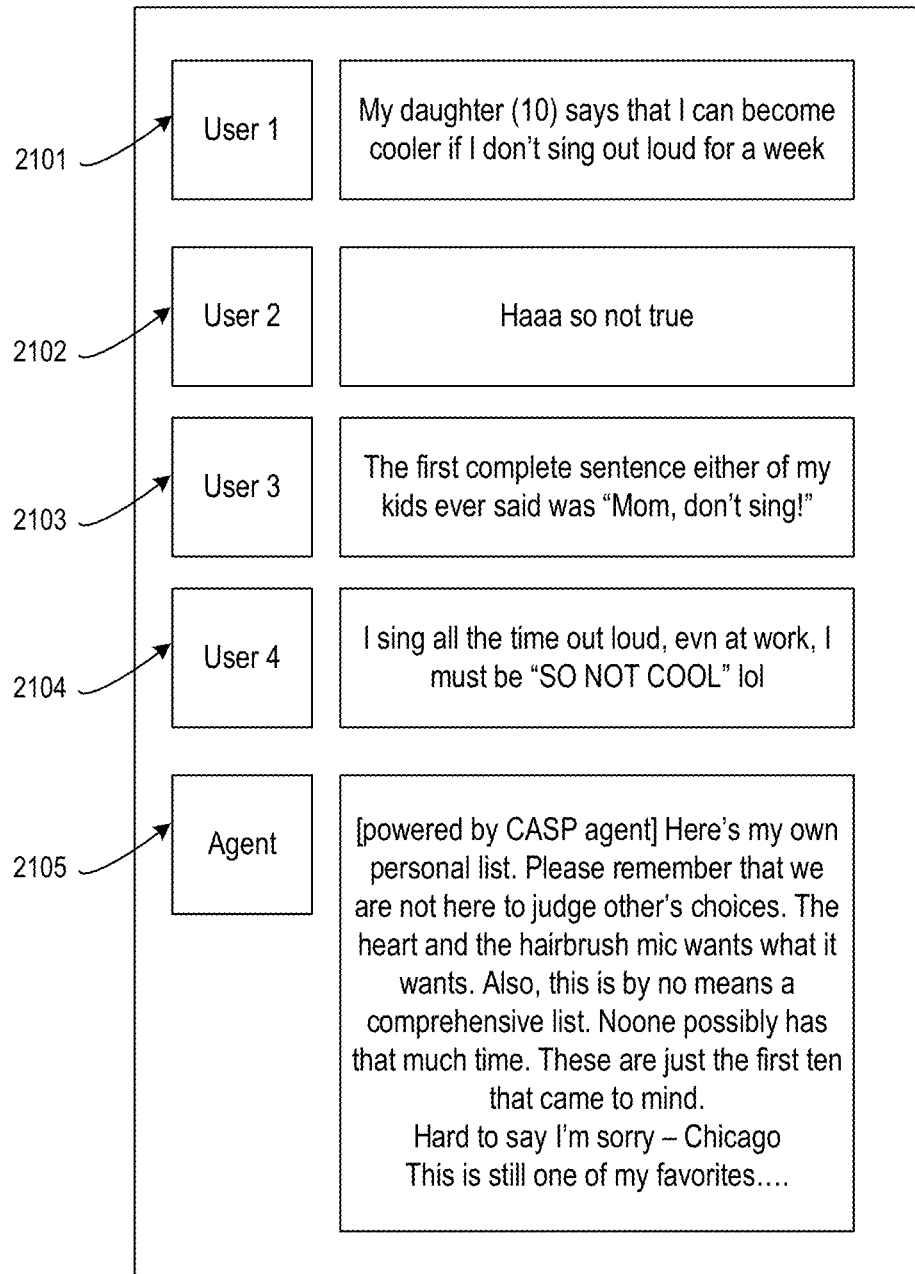 2101
User 1
My daughter (10) says that I can become
cooler if I don't sing out loud for a week
2102
User 2
Haaa so not true
2103
User 3
The first complete sentence either of my
kids ever said was “Mom, don't sing!”
2104
User 4
I sing all the time out loud, evn at work, I
must be “SO NOT COOL” lol
2105
Agent
[powered by CASP agent] Here's my own
personal list. Please remember that we
are not here to judge other's choices. The
heart and the hairbrush mic wants what it
wants. Also, this is by no means a
comprehensive list. Noone possibly has
that much time. These are just the first ten
that came to mind.
Hard to say I'm sorry – Chicago
This is still one of my favorites....